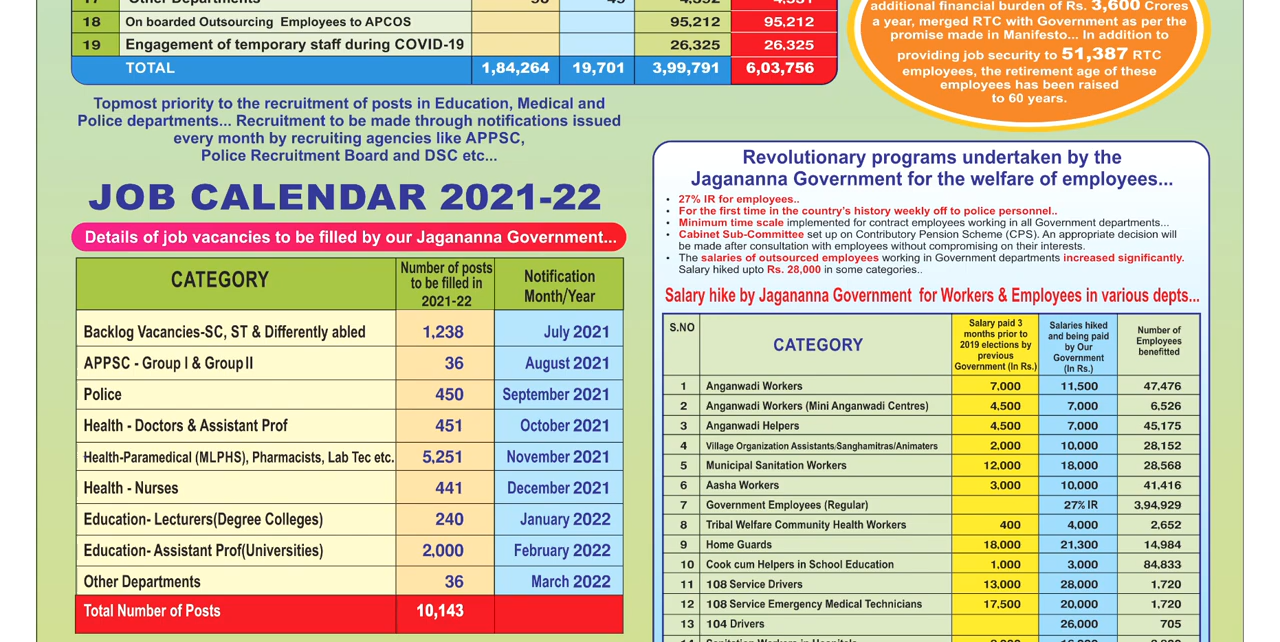 18 On boarded Outsourcing Employees to APCOS 95,212 95,212
19 Engagement of temporary staff during COVID-19 26,325 26,325
TOTAL 1,84,264 19,701 3,99,791 6,03,756
additional financial burden of Rs. 3,600 Crores
a year, merged RTC with Government as per the
promise made in Manifesto... In addition to
providing job security to 51,387 RTC
employees, the retirement age of these
employees has been raised
to 60 years.
Topmost priority to the recruitment of posts in Education, Medical and
Police departments... Recruitment to be made through notifications issued
every month by recruiting agencies like APPSC,
Police Recruitment Board and DSC etc...
JOB CALENDAR 2021-22
Details of job vacancies to be filled by our Jagananna Government...
CATEGORY Number of posts to be filled in 2021-22 Notification Month/Year
Backlog Vacancies-SC, ST & Differently abled 1,238 July 2021
APPSC - Group I & Group II 36 August 2021
Police 450 September 2021
Health - Doctors & Assistant Prof 451 October 2021
Health-Paramedical (MLPHS), Pharmacists, Lab Tec etc. 5,251 November 2021
Health - Nurses 441 December 2021
Education- Lecturers(Degree Colleges) 240 January 2022
Education- Assistant Prof(Universities) 2,000 February 2022
Other Departments 36 March 2022
Total Number of Posts 10,143
Revolutionary programs undertaken by the
Jagananna Government for the welfare of employees...
• 27% IR for employees..
• For the first time in the country's history weekly off to police personnel..
• Minimum time scale implemented for contract employees working in all Government departments...
• Cabinet Sub-Committee set up on Contributory Pension Scheme (CPS). An appropriate decision will
be made after consultation with employees without compromising on their interests.
• The salaries of outsourced employees working in Government departments increased significantly.
Salary hiked upto Rs. 28,000 in some categories..
Salary hike by Jagananna Government for Workers & Employees in various depts...
S.NO CATEGORY Salary paid 3 months prior to 2019 elections by previous Government (In Rs.) Salaries hiked and being paid by Our Government (In Rs.) Number of Employees benefitted
1 Anganwadi Workers 7,000 11,500 47,476
2 Anganwadi Workers (Mini Anganwadi Centres) 4,500 7,000 6,526
3 Anganwadi Helpers 4,500 7,000 45,175
4 Village Organization Assistants/Sanghamitras/Animaters 2,000 10,000 28,152
5 Municipal Sanitation Workers 12,000 18,000 28,568
6 Aasha Workers 3,000 10,000 41,416
7 Government Employees (Regular) 27% IR 3,94,929
8 Tribal Welfare Community Health Workers 400 4,000 2,652
9 Home Guards 18,000 21,300 14,984
10 Cook cum Helpers in School Education 1,000 3,000 84,833
11 108 Service Drivers 13,000 28,000 1,720
12 108 Service Emergency Medical Technicians 17,500 20,000 1,720
13 104 Drivers 26,000 705